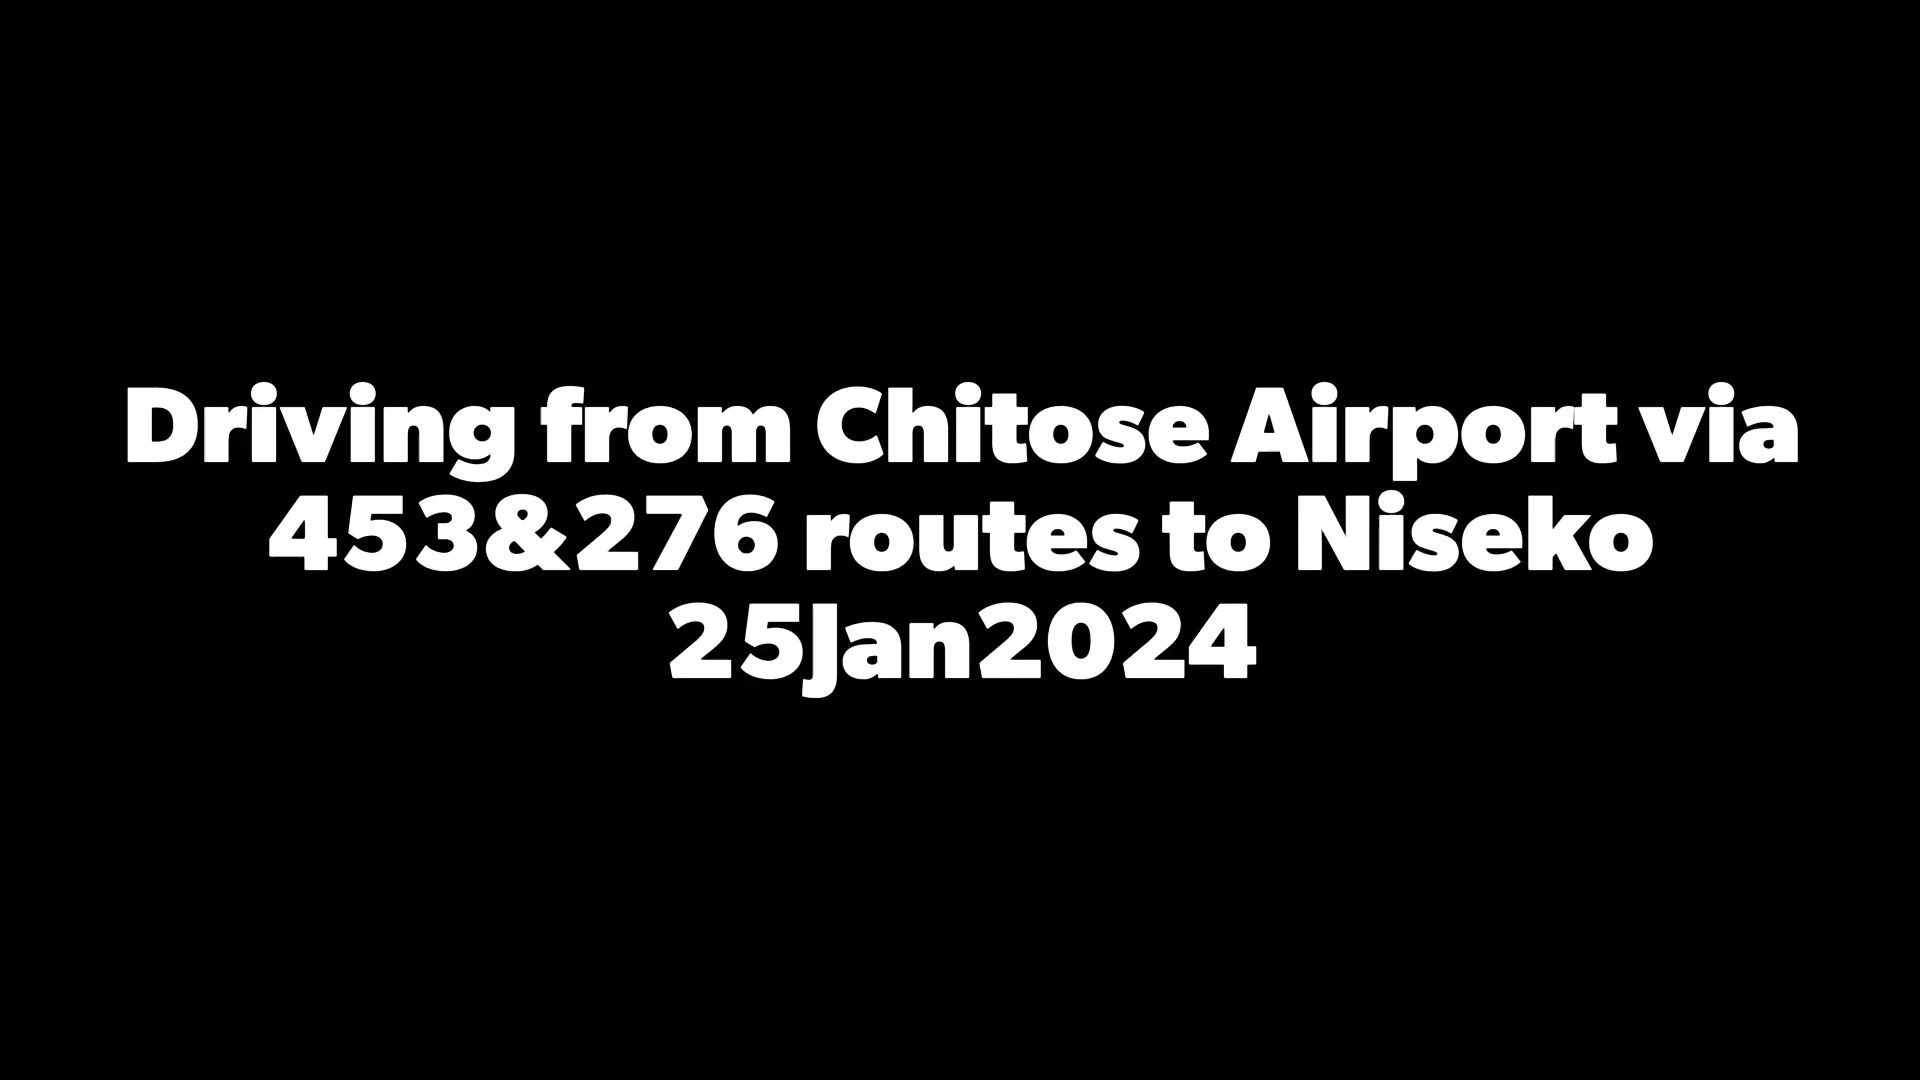 Driving from Chitose Airport via
453&276 routes to Niseko
25Jan2024